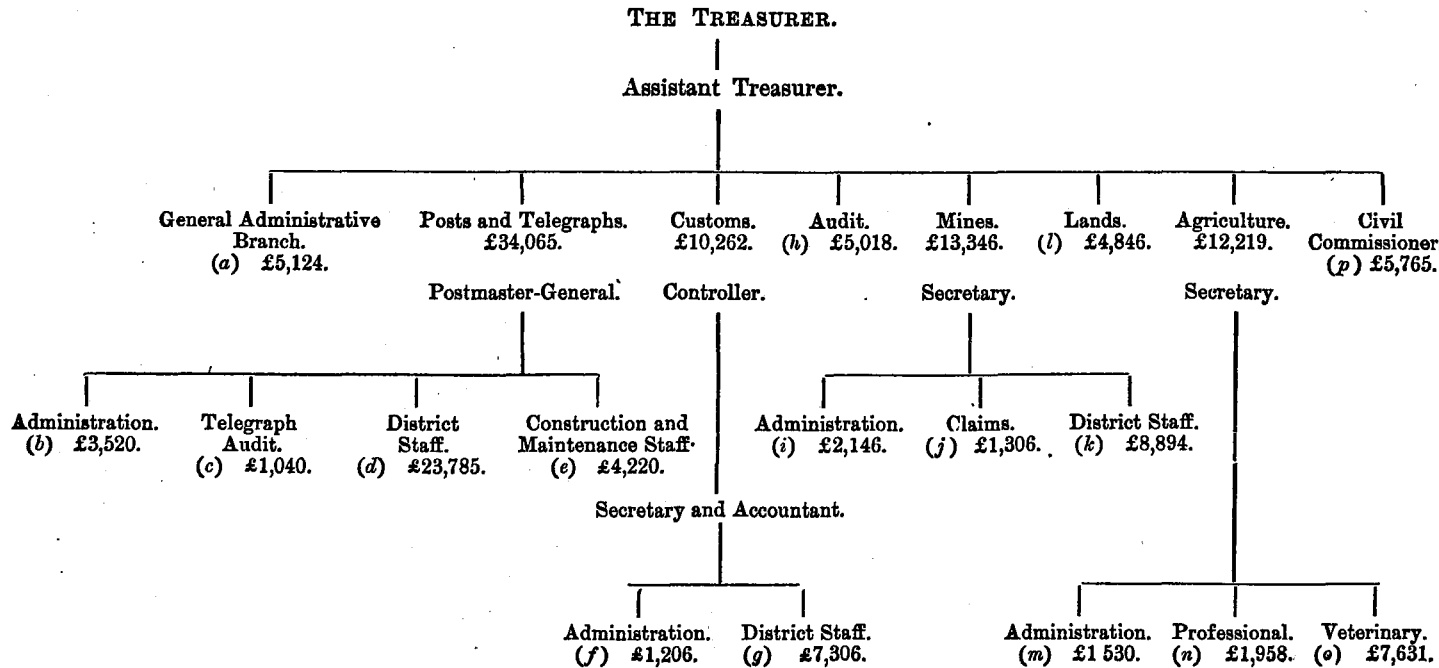 THE TREASURER.
Assistant Treasurer.
General Administrative
Branch.
(a) £5,124.
Posts and Telegraphs.
£34,065.
Customs.
£10,262.
Audit.
(h) £5,018.
Mines.
£13,346.
Lands.
(l) £4,846.
Agriculture.
£12,219.
Civil
Commissioner
(p) £5,765.
Postmaster-General.
Controller.
Secretary.
Secretary.
Administration.
(b) £3,520.
Telegraph
Audit.
(c) £1,040.
District
Staff.
(d) £23,785.
Construction and
Maintenance Staff.
(e) £4,220.
Administration.
(i) £2,146.
Claims.
(j) £1,306.
District Staff.
(k) £8,894.
Secretary and Accountant.
Administration.
(f) £1,206.
District Staff.
(g) £7,306.
Administration.
(m) £1 530.
Professional.
(n) £1,958.
Veterinary.
(o) £7,631.